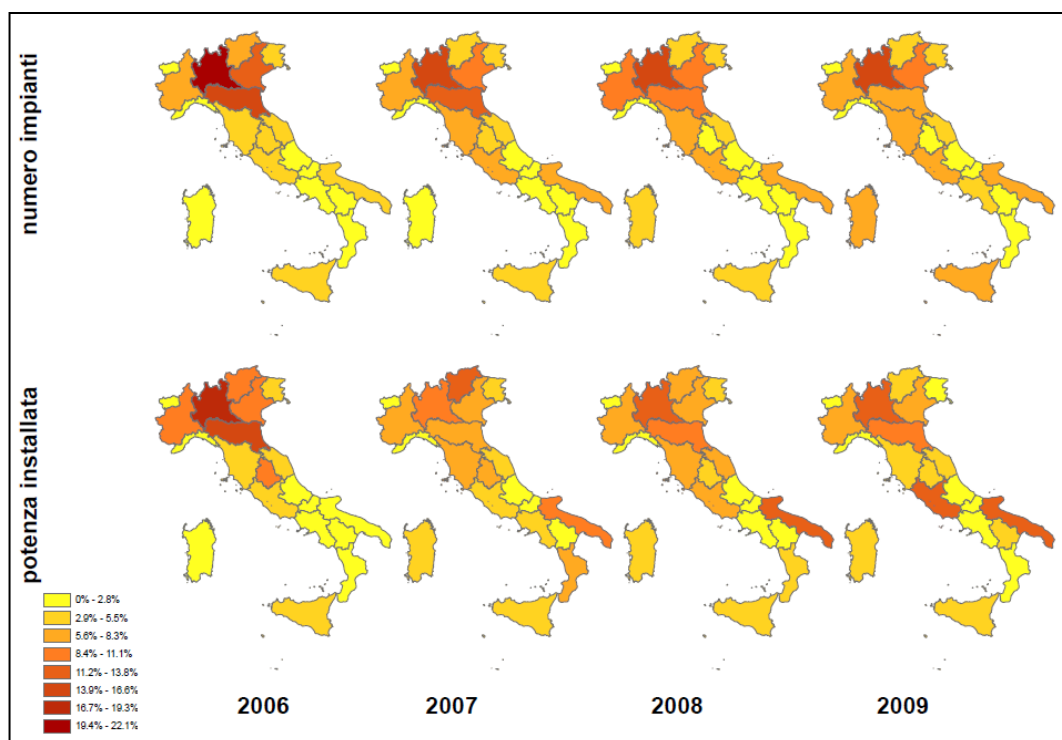 numero impianti
potenza installata
0% - 2.8%
2.9% - 5.5%
5.6% - 8.3%
8.4% - 11.1%
11.2% - 13.8%
13.9% - 16.6%
16.7% - 19.3%
19.4% - 22.1%
2006 2007 2008 2009